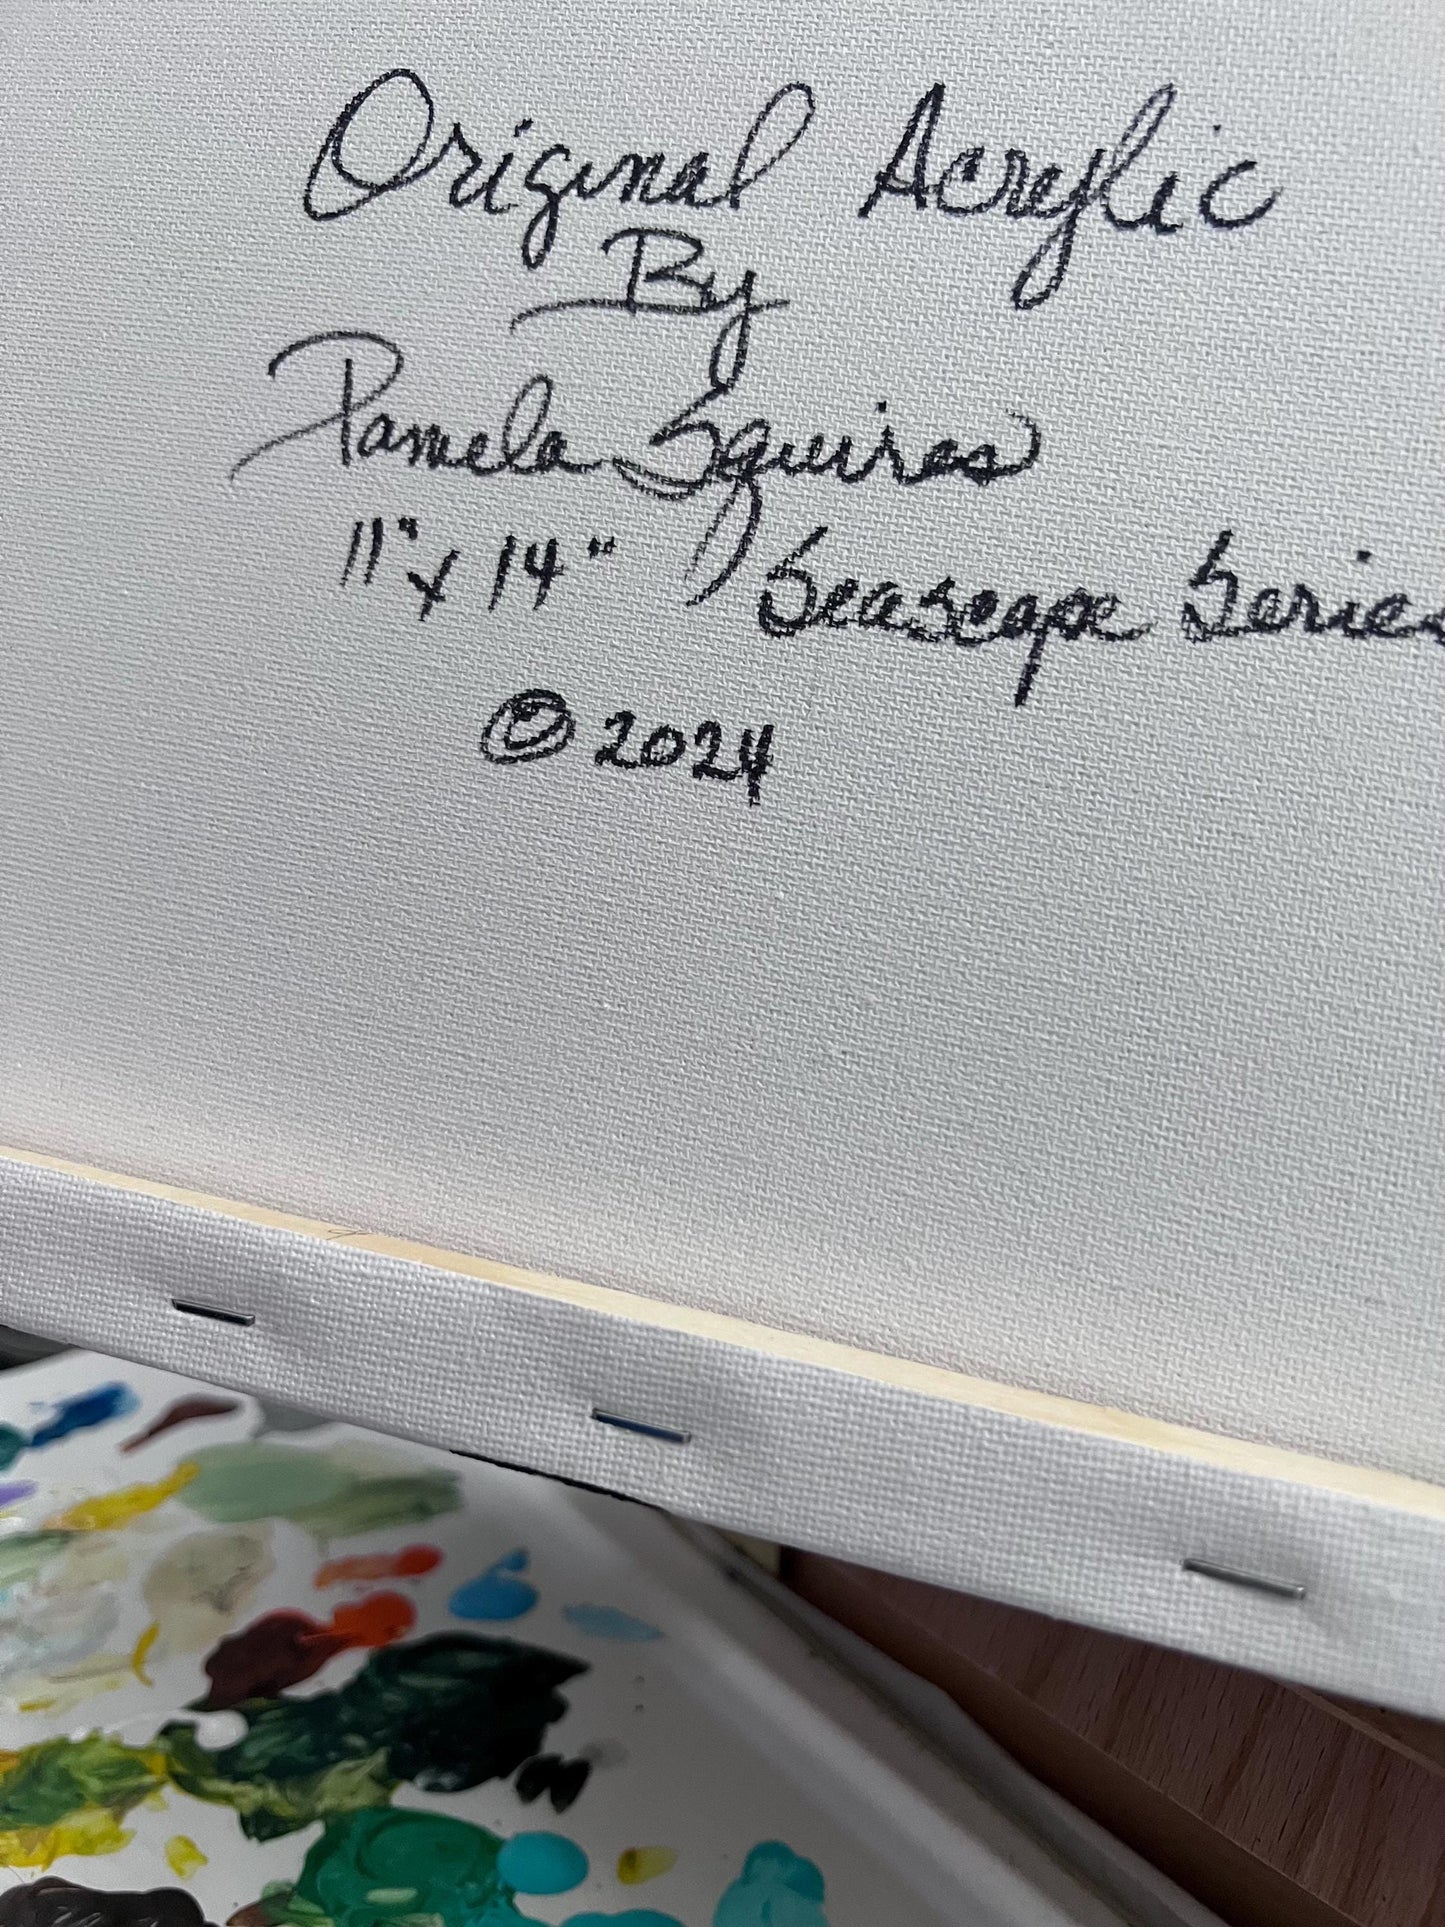 Original Acrylic
By
Pamela Squires
11" x 14" Seascape Series
© 2024